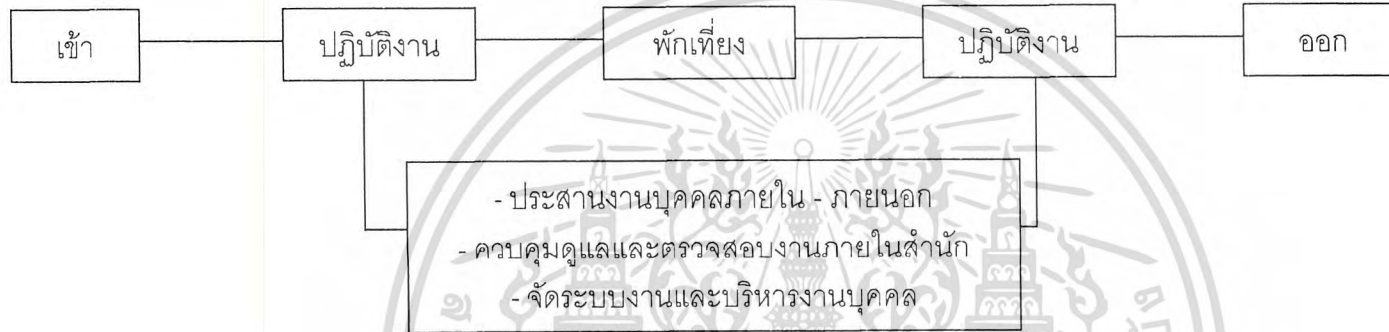 เข้า
ปฏิบัติงาน
พักเที่ยง
ปฏิบัติงาน
ออก
- ประสานงานบุคคลภายใน - ภายนอก
- ควบคุมดูแลและตรวจสอบงานภายในสำนัก
- จัดระบบงานและบริหารงานบุคคล